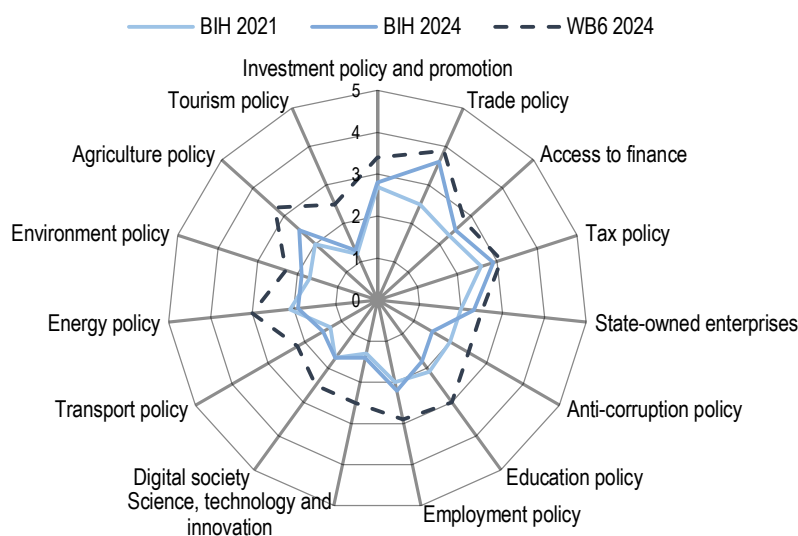 BIH 2021
BIH 2024
WB6 2024
Investment policy and promotion
Trade policy
Access to finance
Tax policy
State-owned enterprises
Anti-corruption policy
Education policy
Employment policy
Science, technology and
innovation
Digital society
Transport policy
Energy policy
Environment policy
Agriculture policy
Tourism policy
5
4
3
2
1
0